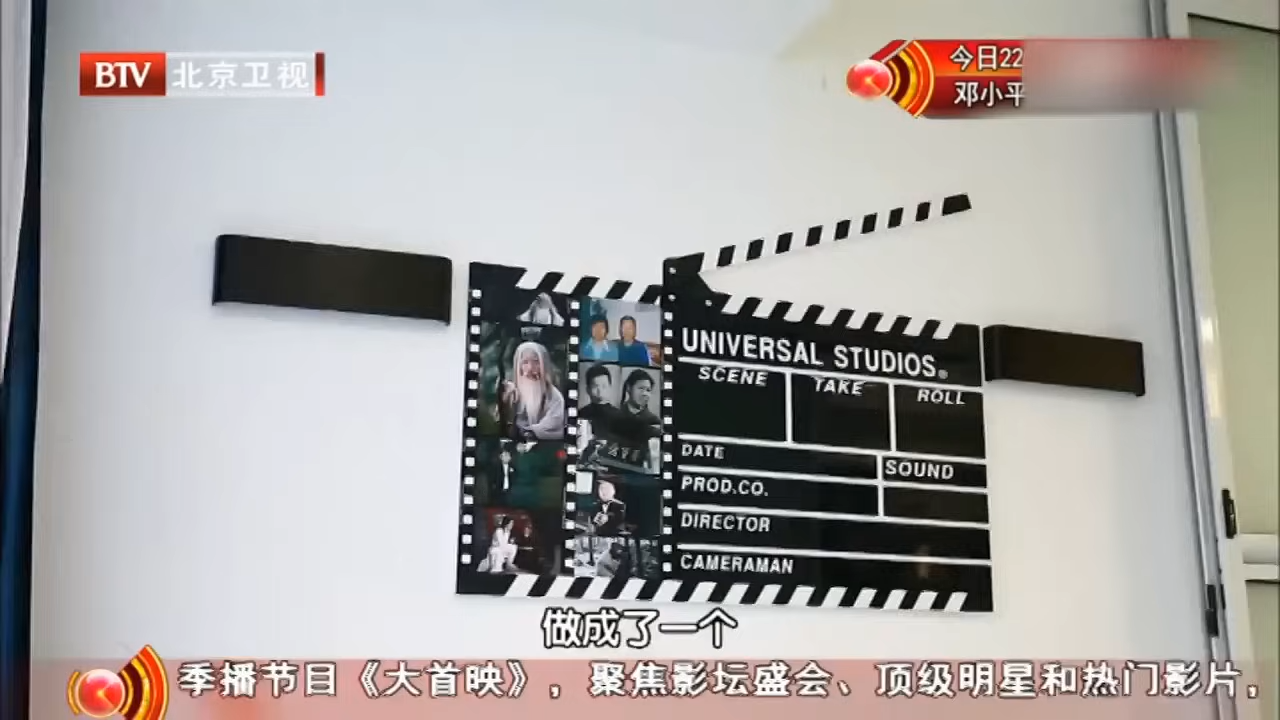 BTV 北京卫视
今日22
邓小平
UNIVERSAL STUDIOS®
SCENE
TAKE
ROLL
DATE
SOUND
PROD.CO.
DIRECTOR
CAMERAMAN
做成了一个
季播节目《大首映》，聚焦影坛盛会、顶级明星和热门影片，